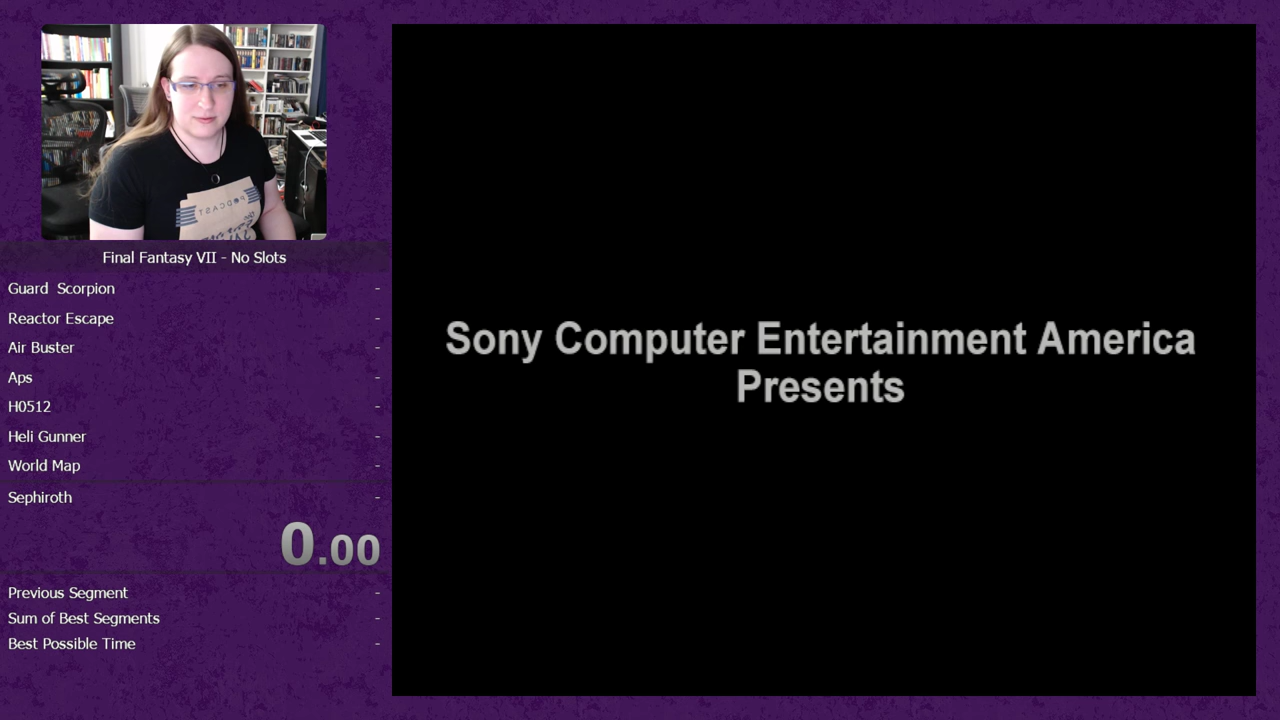 PODCAST
Final Fantasy VII - No Slots
Guard Scorpion -
Reactor Escape -
Air Buster -
Aps -
H0512 -
Heli Gunner -
World Map -
Sephiroth -
0.00
Previous Segment -
Sum of Best Segments -
Best Possible Time -
Sony Computer Entertainment America
Presents